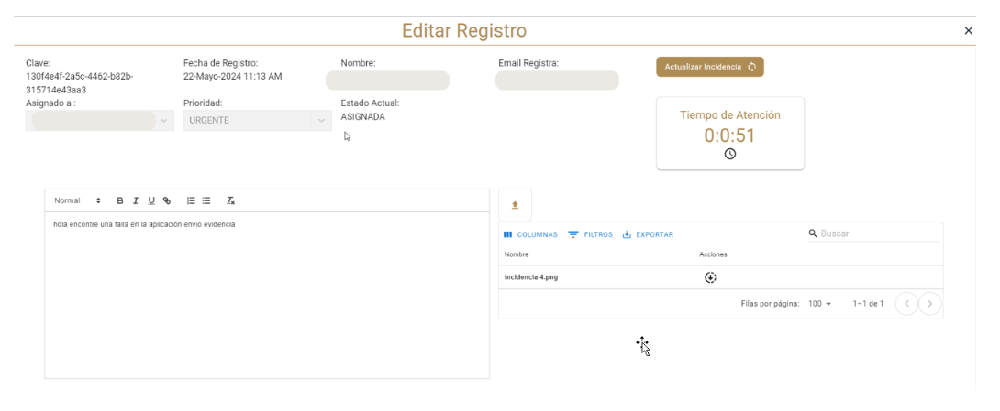 Editar Registro
Clave:
130f4e4f-2a5c-4462-b82b-
315714e43aa3
Fecha de Registro:
22-Mayo-2024 11:13 AM
Nombre:
Email Registra:
Actualizar Incidencia
Asignado a :
Prioridad:
URGENTE
Estado Actual:
ASIGNADA
Tiempo de Atención
0:0:51
Normal B I U
hola encontre una falla en la aplicación envio evidencia
COLUMNAS FILTROS EXPORTAR Buscar
Nombre Acciones
incidencia 4.png
Filas por página: 100 1–1 de 1